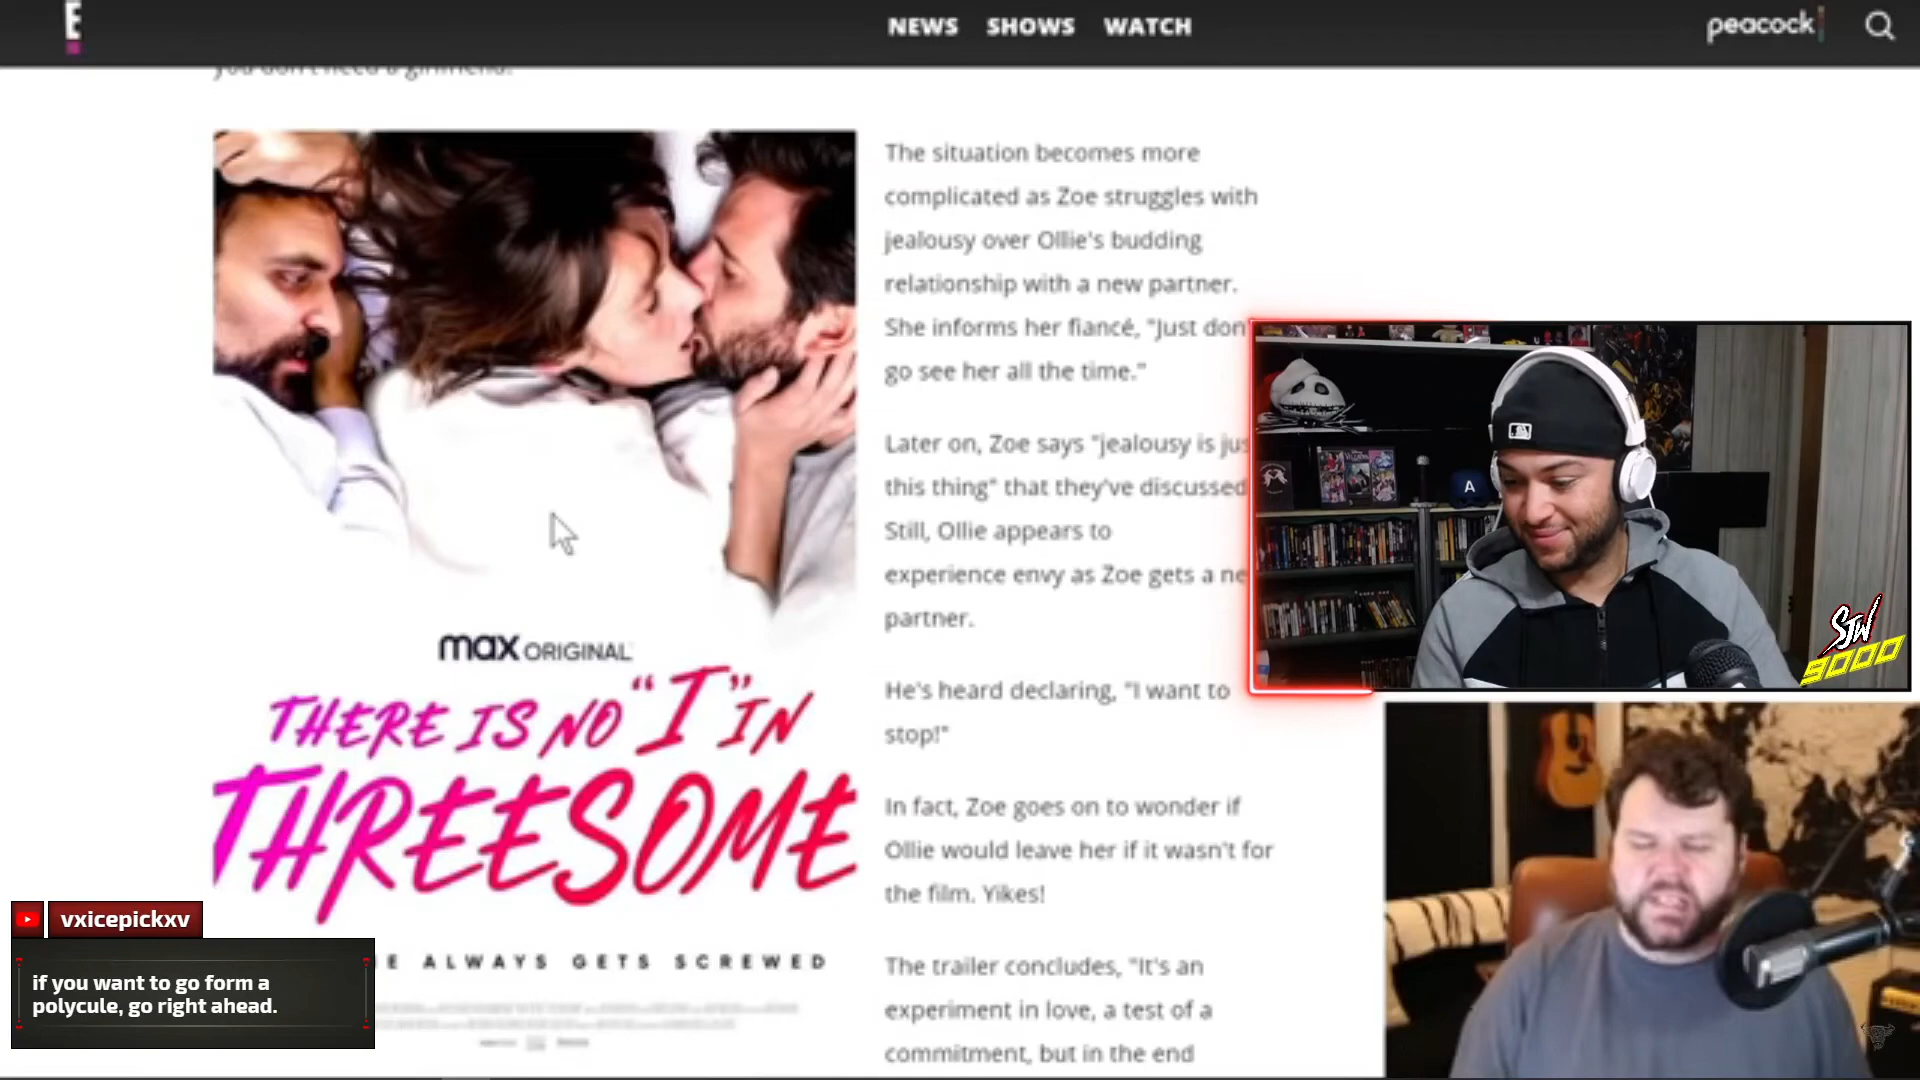 E
NEWS SHOWS WATCH
peacock
you don't need a girlfriend.
The situation becomes more
complicated as Zoe struggles with
jealousy over Ollie's budding
relationship with a new partner.
She informs her fiancé, "Just don
go see her all the time."
Later on, Zoe says "jealousy is jus
this thing" that they've discussed
Still, Ollie appears to
experience envy as Zoe gets a ne
partner.
He's heard declaring, "I want to
stop!"
In fact, Zoe goes on to wonder if
Ollie would leave her if it wasn't for
the film. Yikes!
The trailer concludes, "It's an
experiment in love, a test of a
commitment, but in the end
max ORIGINAL
THERE IS NO "I" IN
THREESOME
E ALWAYS GETS SCREWED
A
SJW
9000
vxicepickxv
if you want to go form a
polycule, go right ahead.